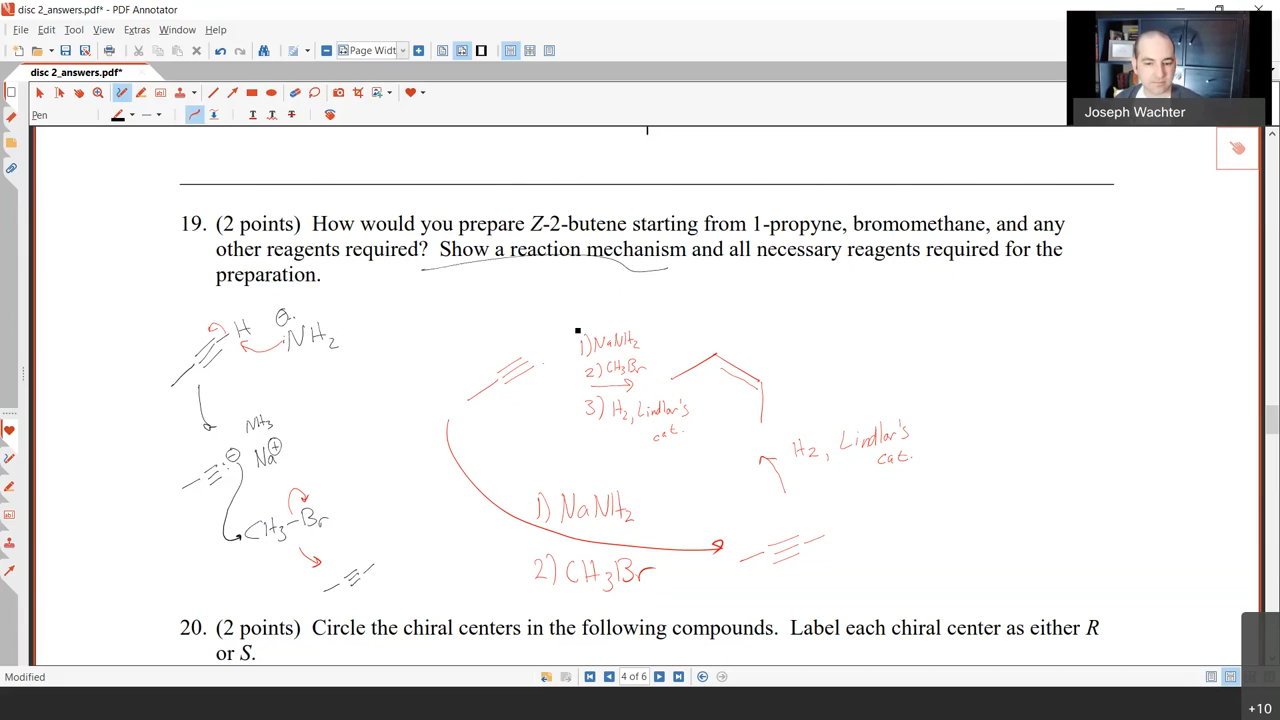 disc 2_answers.pdf* - PDF Annotator
File Edit Tool View Extras Window Help
Page Widt
disc 2_answers.pdf*
Pen
Joseph Wachter
19. (2 points) How would you prepare Z-2-butene starting from 1-propyne, bromomethane, and any
other reagents required? Show a reaction mechanism and all necessary reagents required for the
preparation.
H ⊖ :NH2
1) NaNH2
2) CH3Br
3) H2, Lindlar's
cat.
NH3
⊖ Na⊕
H2, Lindlar's
cat.
CH3-Br
1) NaNH2
2) CH3Br
20. (2 points) Circle the chiral centers in the following compounds. Label each chiral center as either R
or S.
Modified
4 of 6
+10